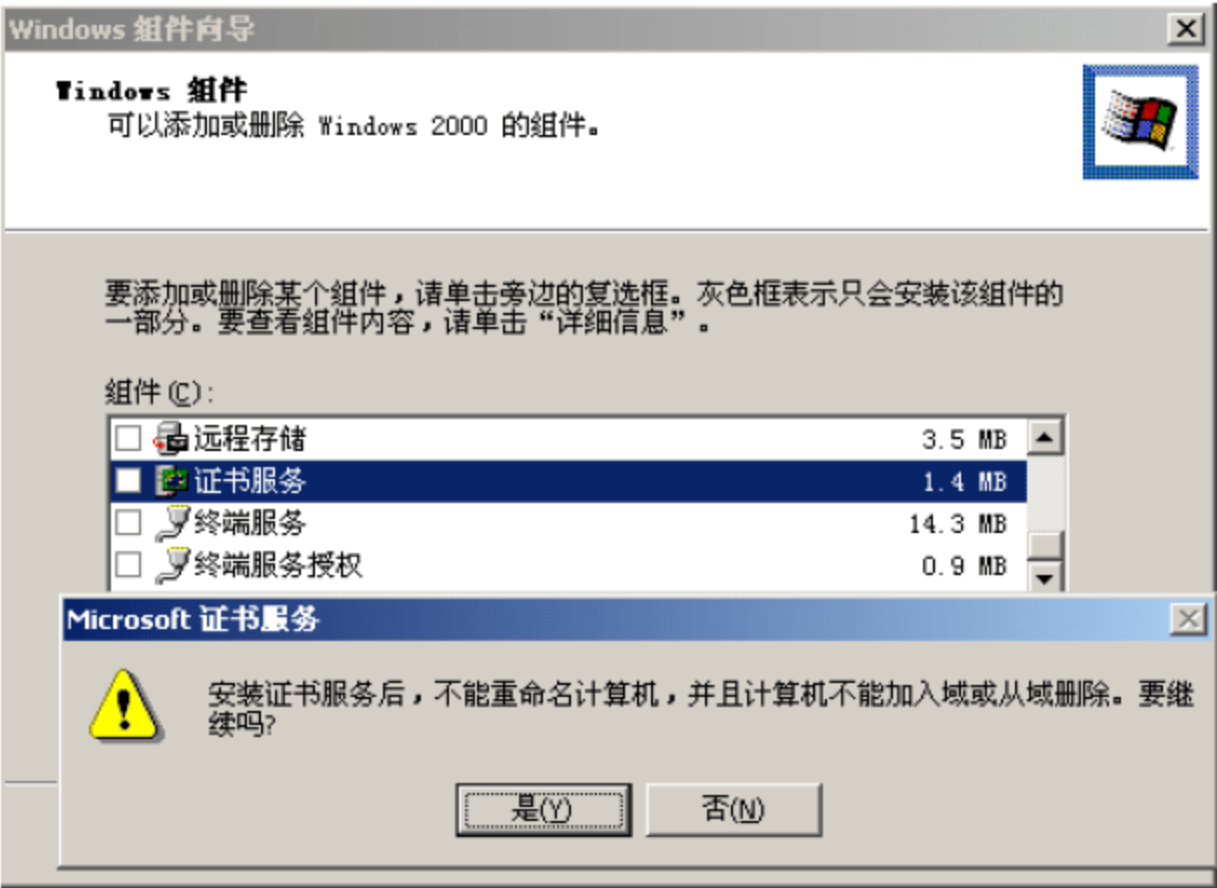 Windows 组件向导
Windows 组件
可以添加或删除 Windows 2000 的组件。
要添加或删除某个组件，请单击旁边的复选框。灰色框表示只会安装该组件的
一部分。要查看组件内容，请单击“详细信息”。
组件(C):
远程存储 3.5 MB
证书服务 1.4 MB
终端服务 14.3 MB
终端服务授权 0.9 MB
Microsoft 证书服务
安装证书服务后，不能重命名计算机，并且计算机不能加入域或从域删除。要继
续吗?
是(Y) 否(N)